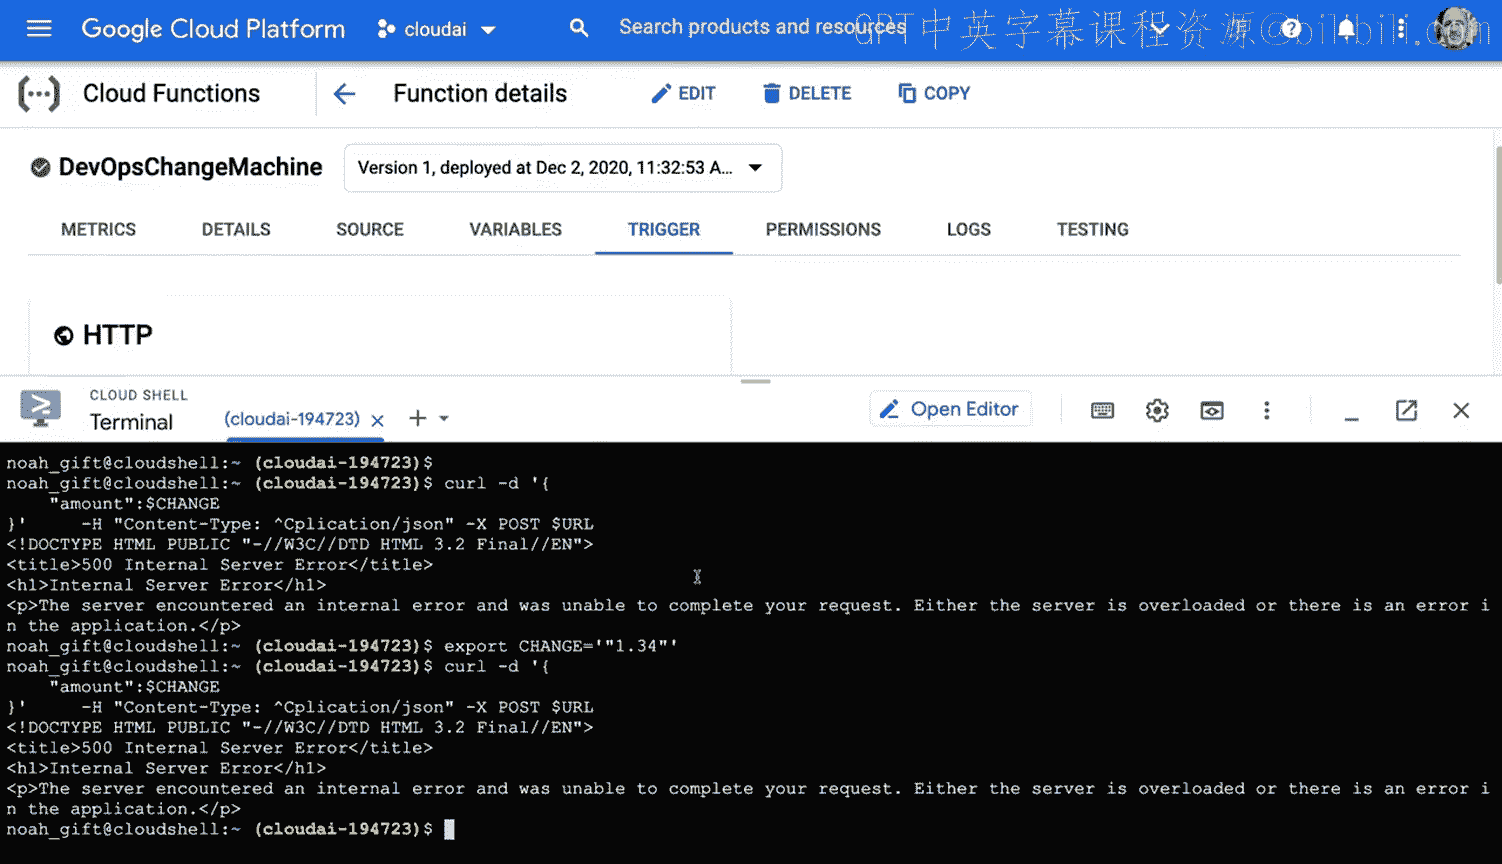 Google Cloud Platform
cloudai
Search products and resources
GPT中英字幕课程资源@bilibili.com
Cloud Functions
Function details
EDIT
DELETE
COPY
DevOpsChangeMachine
Version 1, deployed at Dec 2, 2020, 11:32:53 A...
METRICS
DETAILS
SOURCE
VARIABLES
TRIGGER
PERMISSIONS
LOGS
TESTING
HTTP
CLOUD SHELL
Terminal
(cloudai-194723)
Open Editor
noah_gift@cloudshell:~ (cloudai-194723)$
noah_gift@cloudshell:~ (cloudai-194723)$ curl -d '{
    "amount":$CHANGE
}'     -H "Content-Type: ^Cplication/json" -X POST $URL
<!DOCTYPE HTML PUBLIC "-//W3C//DTD HTML 3.2 Final//EN">
<title>500 Internal Server Error</title>
<h1>Internal Server Error</h1>
<p>The server encountered an internal error and was unable to complete your request. Either the server is overloaded or there is an error i
n the application.</p>
noah_gift@cloudshell:~ (cloudai-194723)$ export CHANGE='"1.34"'
noah_gift@cloudshell:~ (cloudai-194723)$ curl -d '{
    "amount":$CHANGE
}'     -H "Content-Type: ^Cplication/json" -X POST $URL
<!DOCTYPE HTML PUBLIC "-//W3C//DTD HTML 3.2 Final//EN">
<title>500 Internal Server Error</title>
<h1>Internal Server Error</h1>
<p>The server encountered an internal error and was unable to complete your request. Either the server is overloaded or there is an error i
n the application.</p>
noah_gift@cloudshell:~ (cloudai-194723)$